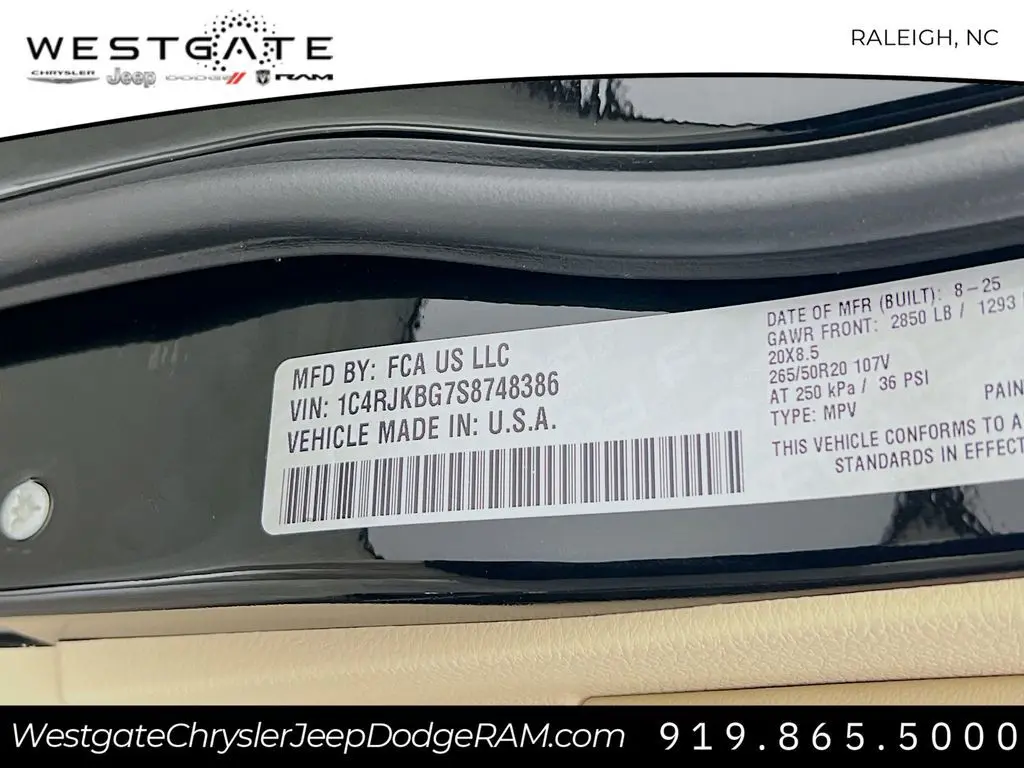 WESTGATE
CHRYSLER Jeep DODGE RAM
RALEIGH, NC
MFD BY: FCA US LLC
VIN: 1C4RJKBG7S8748386
VEHICLE MADE IN: U.S.A.
DATE OF MFR (BUILT): 8-25
GAWR FRONT: 2850 LB / 1293
20X8.5
265/50R20 107V
AT 250 kPa / 36 PSI
TYPE: MPV
PAIN
THIS VEHICLE CONFORMS TO A
STANDARDS IN EFFECT
WestgateChryslerJeepDodgeRAM.com
919.865.5000